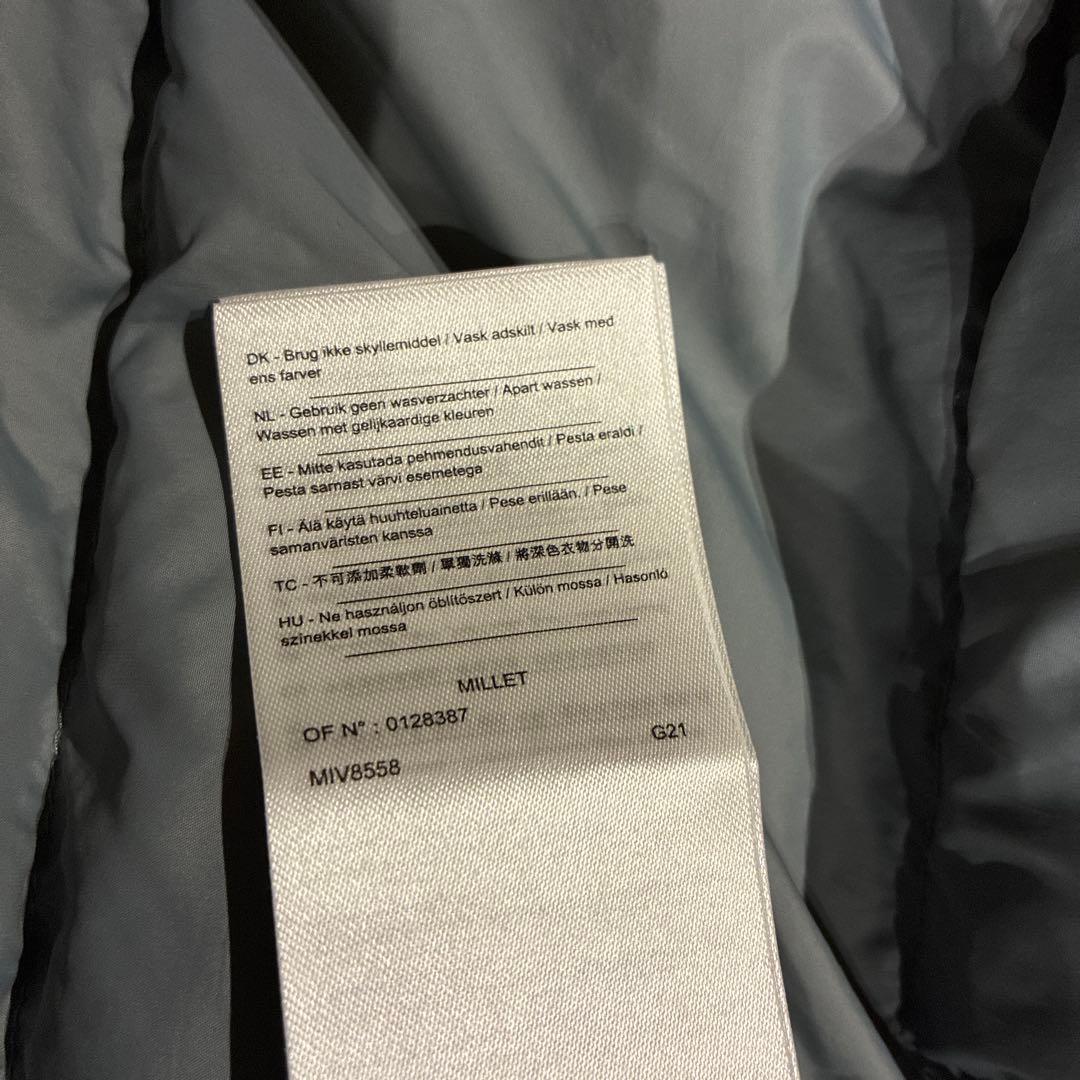 DK - Brug ikke skyllemiddel / Vask adskilt / Vask med
ens farver
NL - Gebruik geen wasverzachter / Apart wassen /
Wassen met gelijkaardige kleuren
EE - Mitte kasutada pehmendusvahendit / Pesta eraldi /
Pesta samast värvi esemetega
FI - Älä käytä huuhteluainetta / Pese erillään. / Pese
samanväristen kanssa
TC - 不可添加柔軟劑 / 單獨洗滌 / 將深色衣物分開洗
HU - Ne használjon öblítöszert / Külön mossa / Hasonló
szinekkel mossa
MILLET
OF N° : 0128387
G21
MIV8558